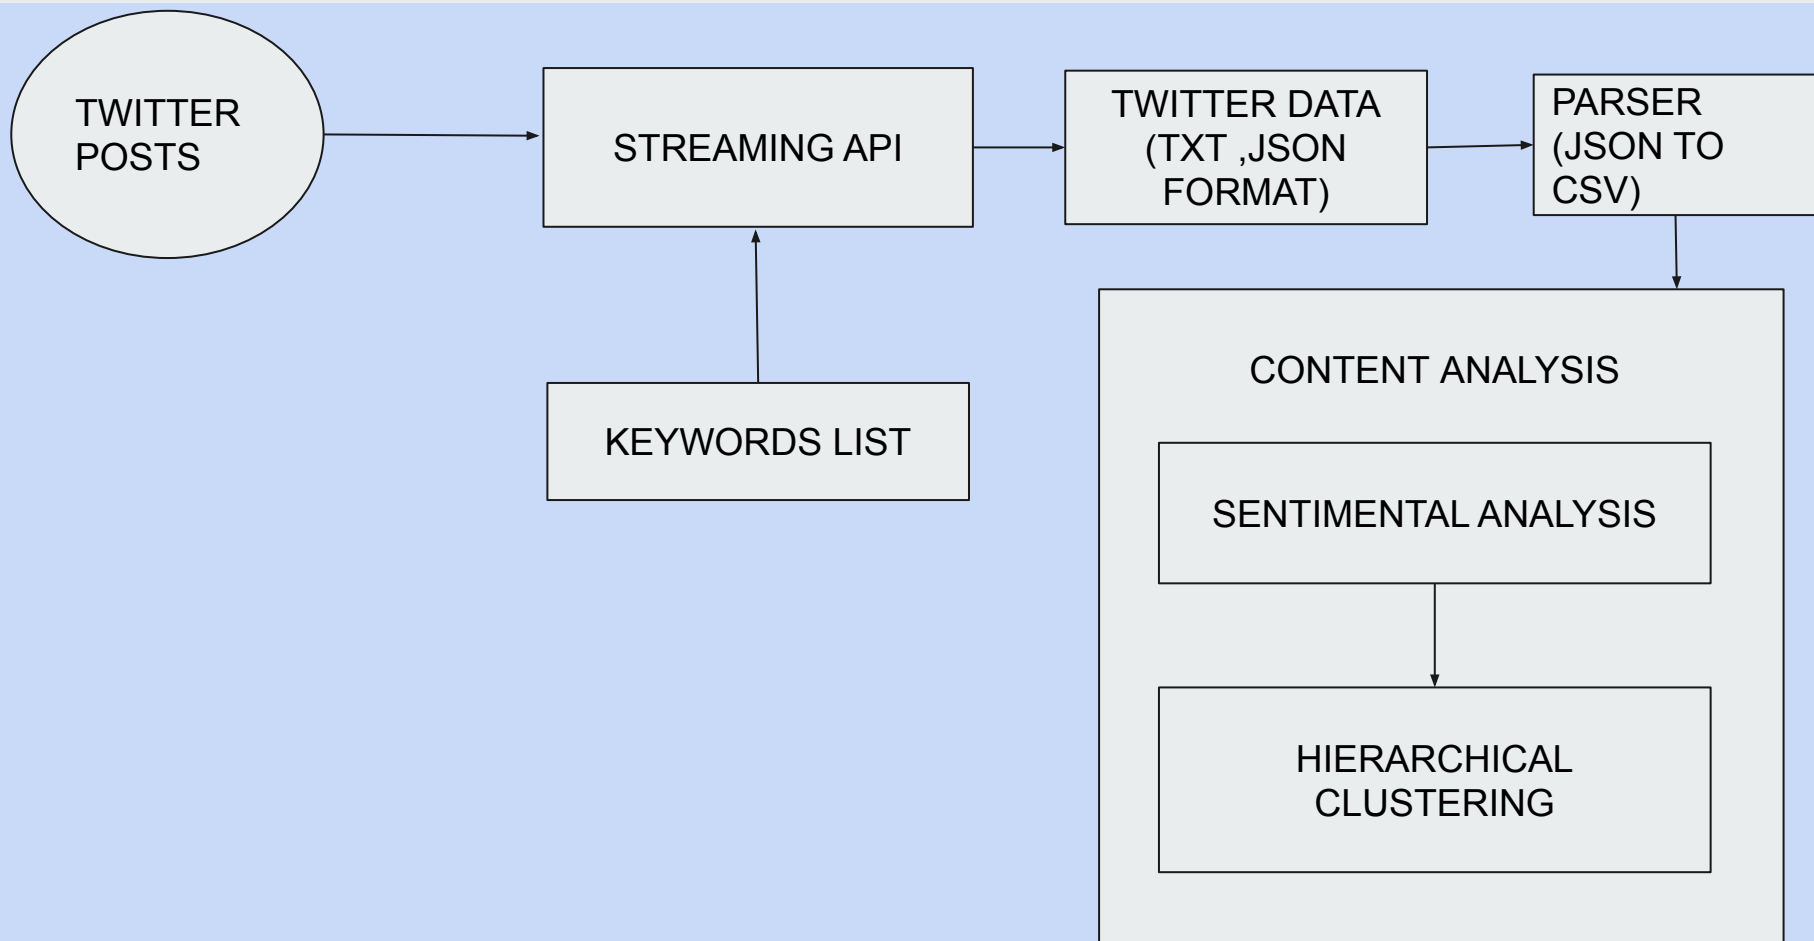 TWITTER
POSTS
STREAMING API
TWITTER DATA
(TXT ,JSON
FORMAT)
PARSER
(JSON TO
CSV)
KEYWORDS LIST
CONTENT ANALYSIS
SENTIMENTAL ANALYSIS
HIERARCHICAL
CLUSTERING